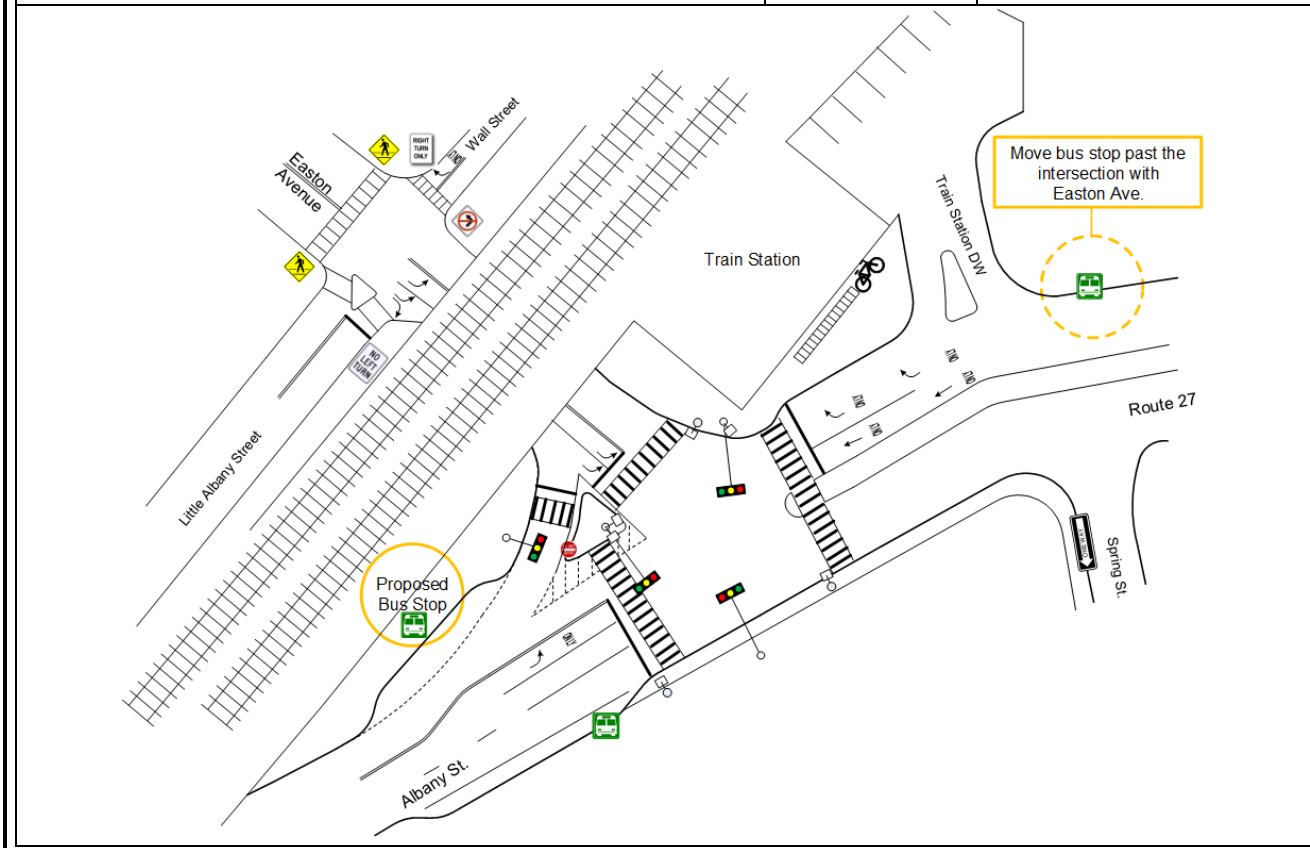 Easton
Avenue
RIGHT
TURN
ONLY
ONLY
Wall Street
NO
LEFT
TURN
Little Albany Street
Train Station
Train Station DW
Move bus stop past the
intersection with
Easton Ave.
ONLY
ONLY
ONLY
ONLY
Route 27
ONE WAY
Spring St.
Proposed
Bus Stop
ONLY
Albany St.